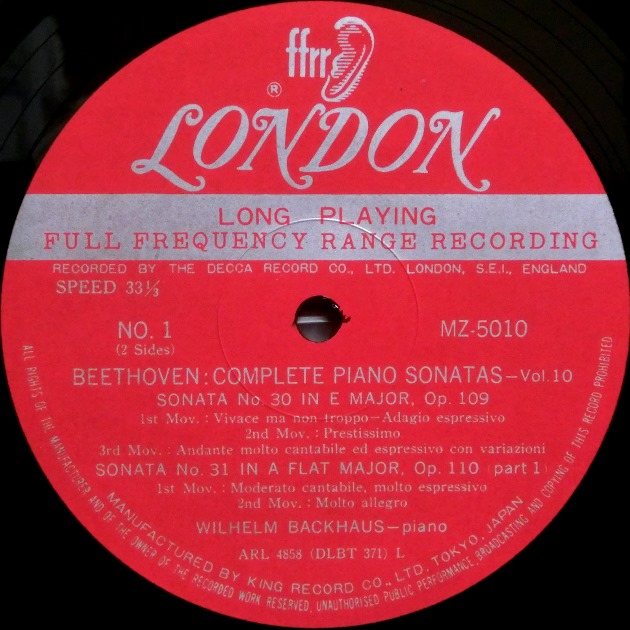 ffrr
®
LONDON
LONG PLAYING
FULL FREQUENCY RANGE RECORDING
RECORDED BY THE DECCA RECORD CO., LTD. LONDON, S.E.I., ENGLAND
SPEED 33⅓
NO. 1
(2 Sides)
MZ-5010
BEETHOVEN: COMPLETE PIANO SONATAS—Vol.10
SONATA No. 30 IN E MAJOR, Op. 109
1st Mov.: Vivace ma non troppo—Adagio espressivo
2nd Mov.: Prestissimo
3rd Mov.: Andante molto cantabile ed espressivo con variazioni
SONATA No. 31 IN A FLAT MAJOR, Op. 110 (part 1)
1st Mov.: Moderato cantabile, molto espressivo
2nd Mov.: Molto allegro
WILHELM BACKHAUS—piano
ARL 4858 (DLBT 371) L
MANUFACTURED BY KING RECORD CO., LTD. TOKYO, JAPAN
ALL RIGHTS OF THE MANUFACTURER AND OF THE OWNER OF THE RECORDED WORK RESERVED, UNAUTHORISED PUBLIC PERFORMANCE, BROADCASTING AND COPYING OF THIS RECORD PROHIBITED